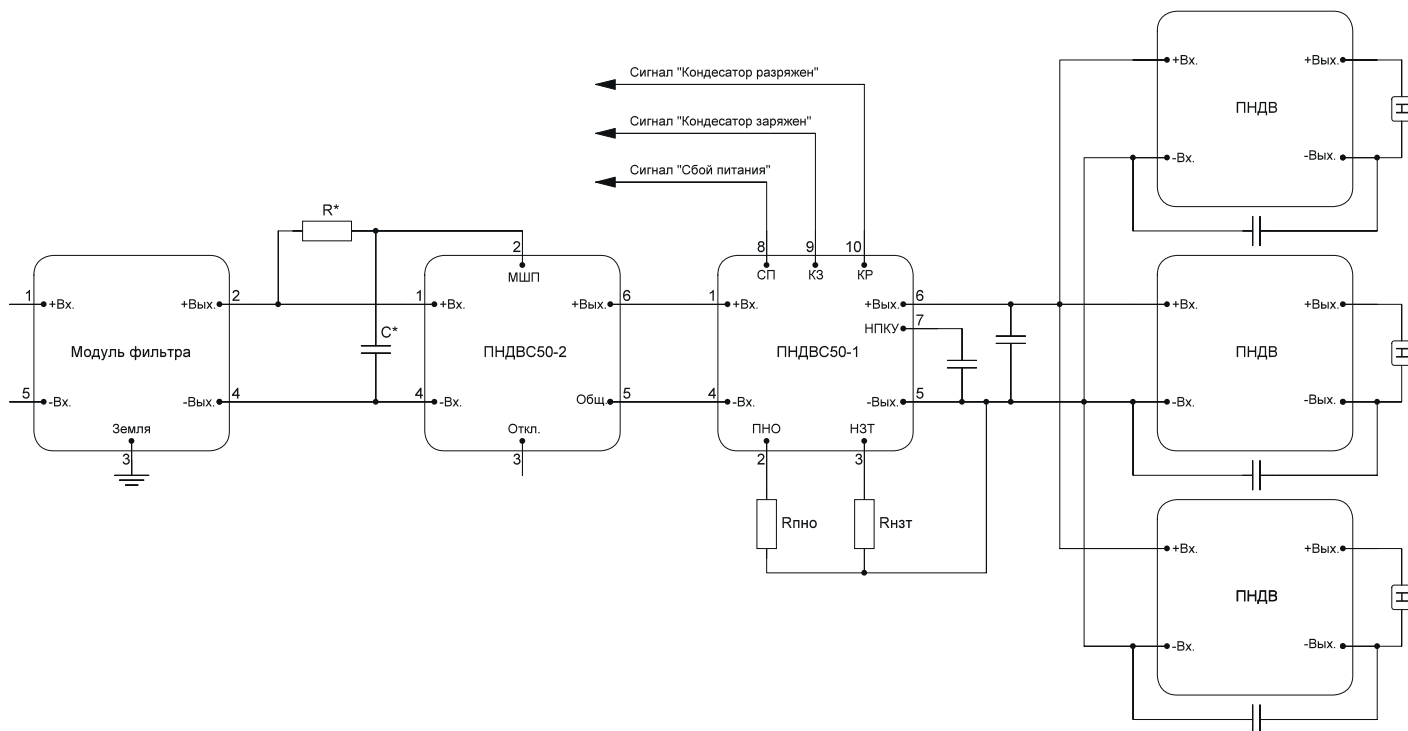 Сигнал "Кондесатор разряжен"
Сигнал "Кондесатор заряжен"
Сигнал "Сбой питания"
R*
C*
1
+Вх.
+Вых.
2
Модуль фильтра
5
-Вх.
-Вых.
4
Земля
3
2
МШП
1
+Вх.
+Вых.
6
ПНДВС50-2
4
-Вх.
Общ.
5
Откл.
3
8
9
10
СП
КЗ
КР
1
+Вх.
+Вых.
6
НПКУ
7
ПНДВС50-1
4
-Вх.
-Вых.
5
ПНО
НЗТ
2
3
Rпно
Rнзт
+Вх.
+Вых.
ПНДВ
Н
-Вх.
-Вых.
+Вх.
+Вых.
ПНДВ
Н
-Вх.
-Вых.
+Вх.
+Вых.
ПНДВ
Н
-Вх.
-Вых.